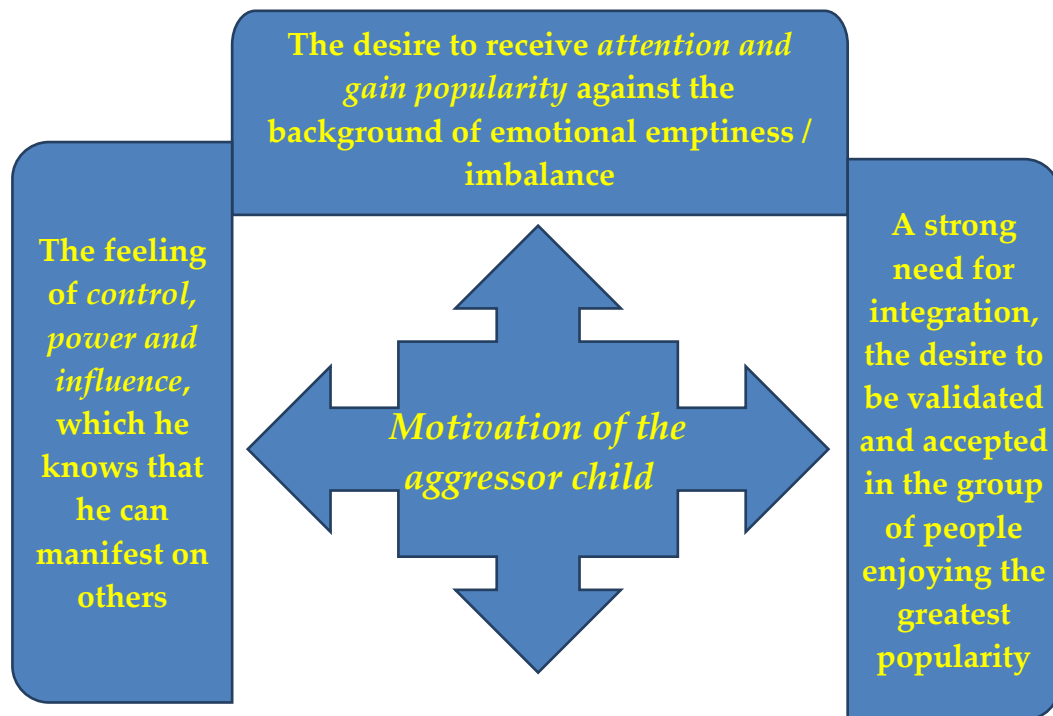 The desire to receive attention and
gain popularity against the
background of emotional emptiness /
imbalance
The feeling
of control,
power and
influence,
which he
knows that
he can
manifest on
others
Motivation of the
aggressor child
A strong
need for
integration,
the desire to
be validated
and accepted
in the group
of people
enjoying the
greatest
popularity